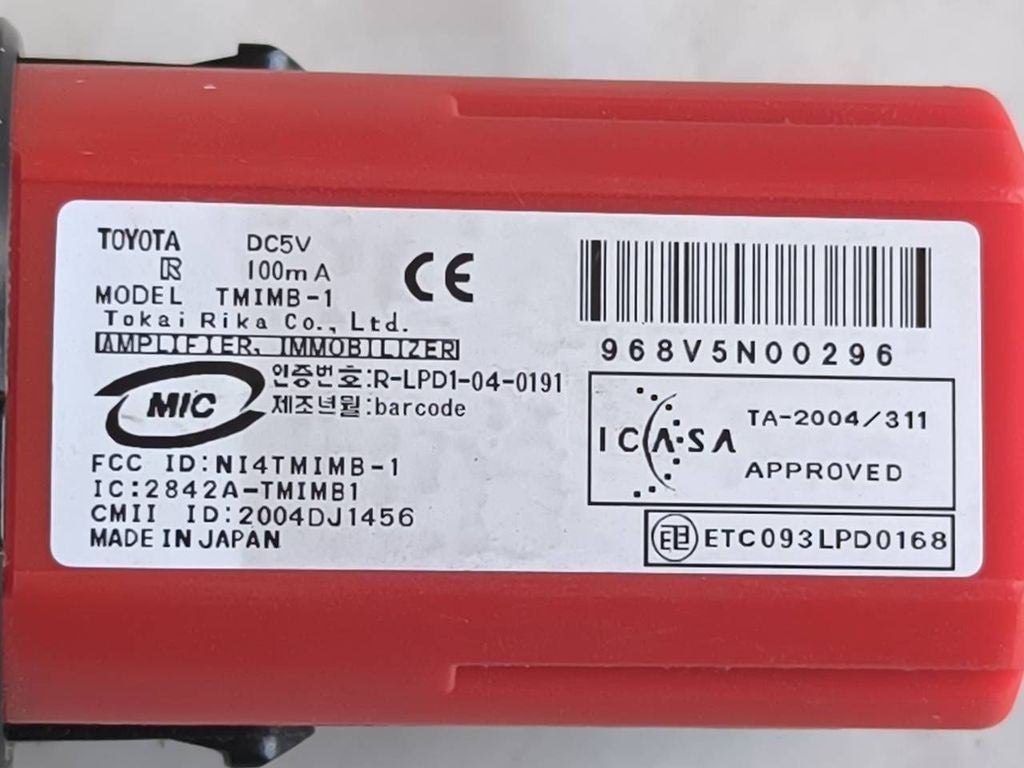 TOYOTA DC5V
R 100mA
MODEL TMIMB-1
Tokai Rika Co., Ltd.
AMPLIFIER, IMMOBILIZER
MIC
인증번호:R-LPD1-04-0191
제조년월:barcode
FCC ID:NI4TMIMB-1
IC:2842A-TMIMB1
CMII ID:2004DJ1456
MADE IN JAPAN
CE
968V5N00296
ICASA
TA-2004/311
APPROVED
ETC093LPD0168